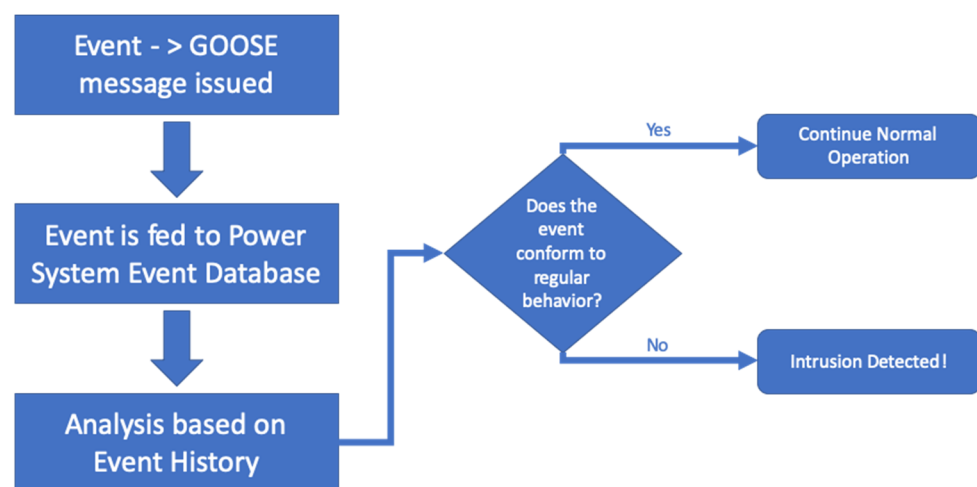 Event - > GOOSE
message issued
Event is fed to Power
System Event Database
Analysis based on
Event History
Does the
event
conform to
regular
behavior?
Yes
Continue Normal
Operation
No
Intrusion Detected!